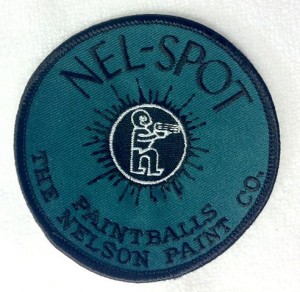 NEL-SPOT
PAINTBALLS
THE NELSON PAINT CO.